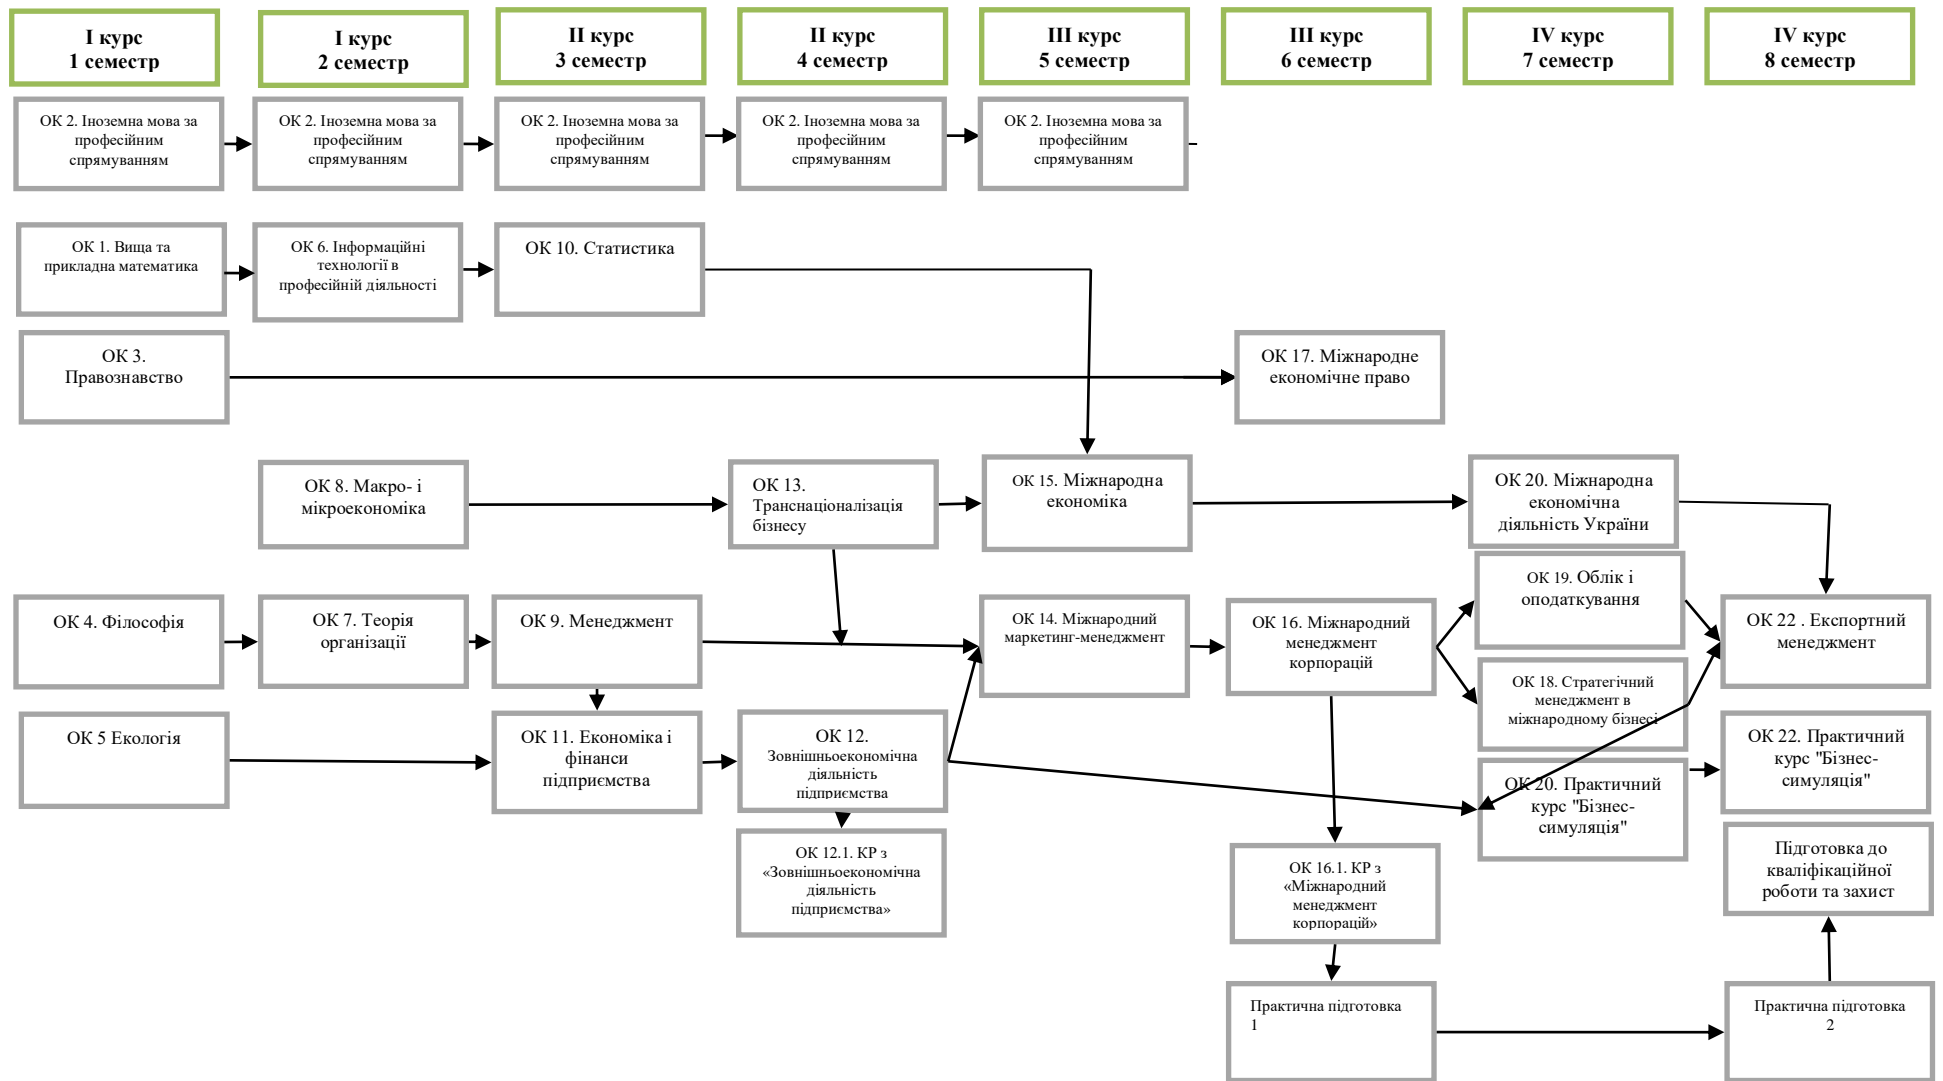 І курс
1 семестр
І курс
2 семестр
ІІ курс
3 семестр
ІІ курс
4 семестр
ІІІ курс
5 семестр
ІІІ курс
6 семестр
IV курс
7 семестр
IV курс
8 семестр
ОК 2. Іноземна мова за
професійним
спрямуванням
ОК 2. Іноземна мова за
професійним
спрямуванням
ОК 2. Іноземна мова за
професійним
спрямуванням
ОК 2. Іноземна мова за
професійним
спрямуванням
ОК 2. Іноземна мова за
професійним
спрямуванням
ОК 1. Вища та
прикладна математика
ОК 6. Інформаційні
технології в
професійній діяльності
ОК 10. Статистика
ОК 3.
Правознавство
ОК 17. Міжнародне
економічне право
ОК 8. Макро- і
мікроекономіка
ОК 13.
Транснаціоналізація
бізнесу
ОК 15. Міжнародна
економіка
ОК 20. Міжнародна
економічна
діяльність України
ОК 4. Філософія
ОК 7. Теорія
організації
ОК 9. Менеджмент
ОК 14. Міжнародний
маркетинг-менеджмент
ОК 16. Міжнародний
менеджмент
корпорацій
ОК 19. Облік і
оподаткування
ОК 22 . Експортний
менеджмент
ОК 18. Стратегічний
менеджмент в
міжнародному бізнесі
ОК 5 Екологія
ОК 11. Економіка і
фінанси
підприємства
ОК 12.
Зовнішньоекономічна
діяльність
підприємства
ОК 20. Практичний
курс "Бізнес-
симуляція"
ОК 22. Практичний
курс "Бізнес-
симуляція"
ОК 12.1. КР з
«Зовнішньоекономічна
діяльність
підприємства»
ОК 16.1. КР з
«Міжнародний
менеджмент
корпорацій»
Підготовка до
кваліфікаційної
роботи та захист
Практична підготовка
1
Практична підготовка
2